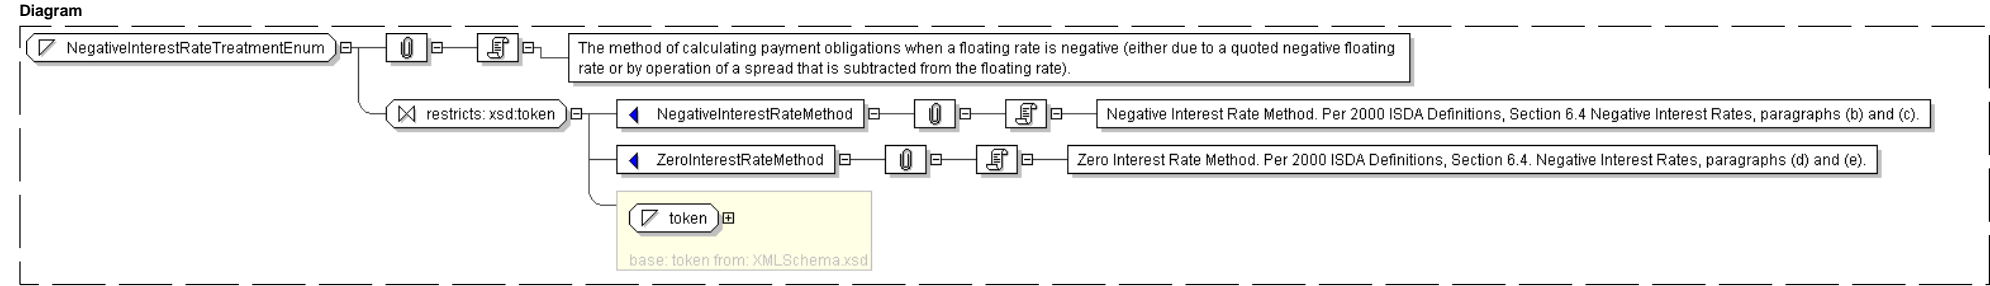 Diagram
NegativeInterestRateTreatmentEnum
The method of calculating payment obligations when a floating rate is negative (either due to a quoted negative floating
rate or by operation of a spread that is subtracted from the floating rate).
restricts: xsd:token
NegativeInterestRateMethod
Negative Interest Rate Method. Per 2000 ISDA Definitions, Section 6.4 Negative Interest Rates, paragraphs (b) and (c).
ZeroInterestRateMethod
Zero Interest Rate Method. Per 2000 ISDA Definitions, Section 6.4. Negative Interest Rates, paragraphs (d) and (e).
token
base: token from: XMLSchema.xsd